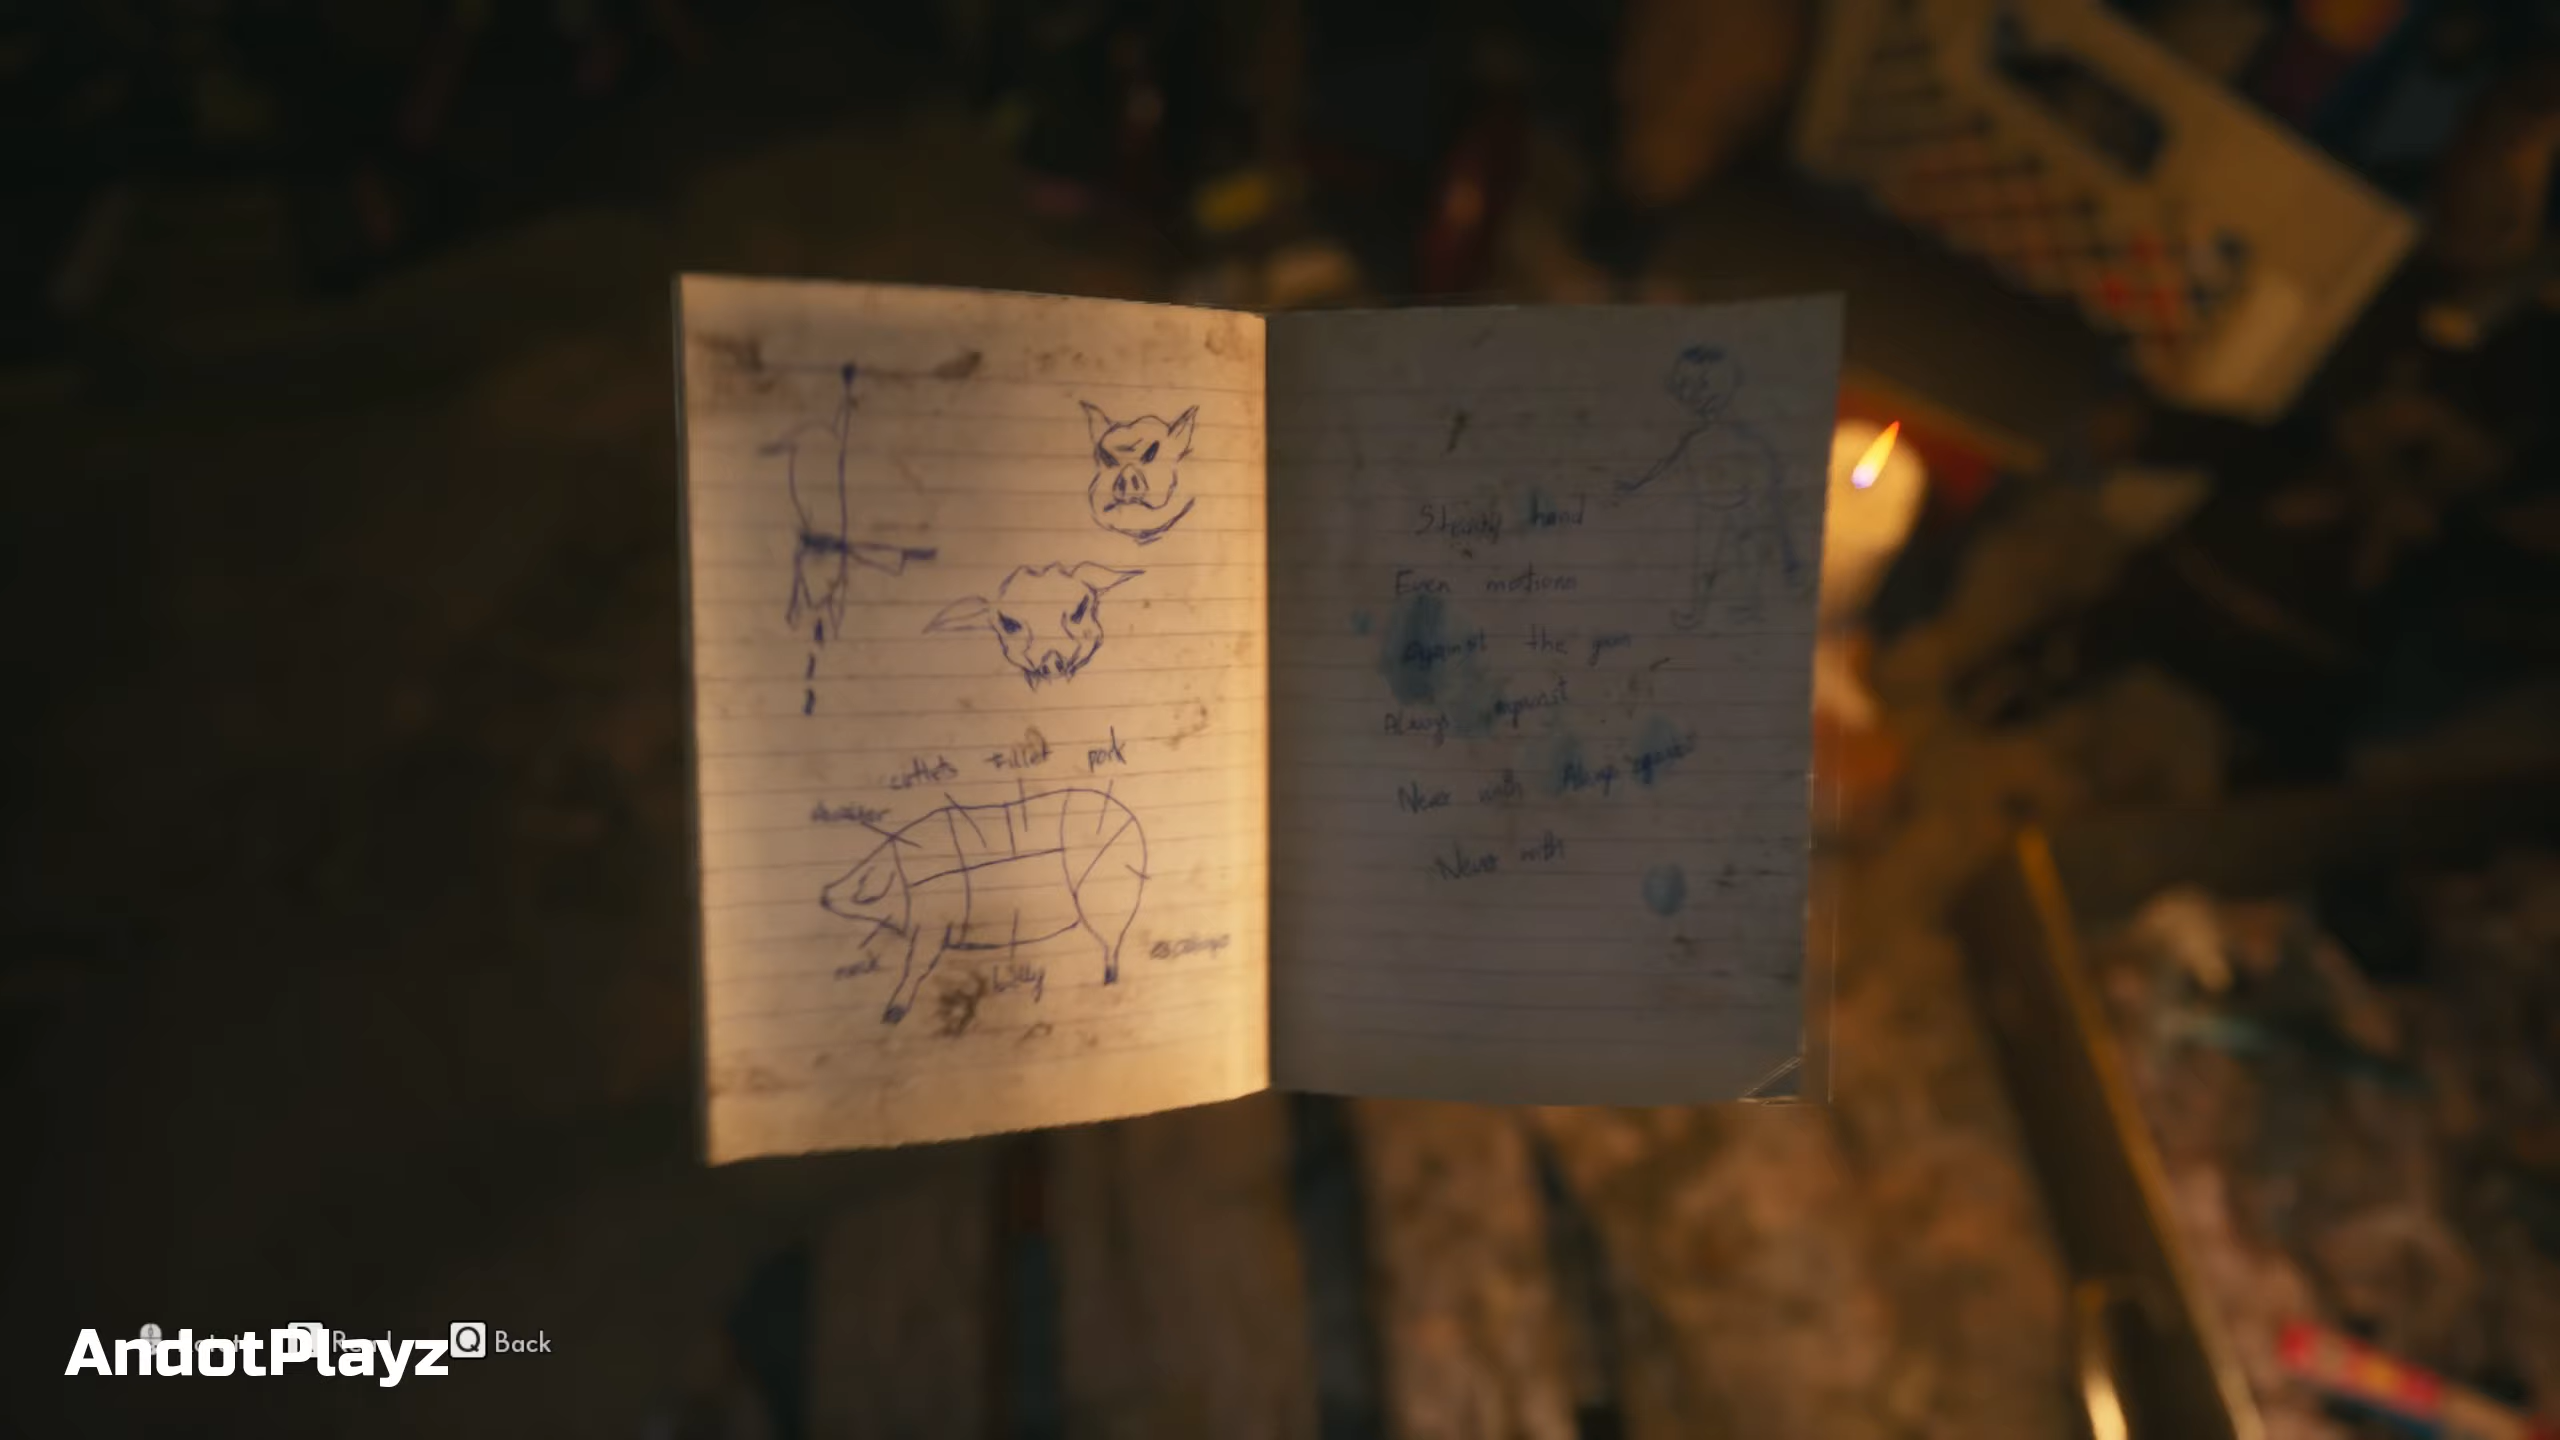 cutlets fillet pork
neck
belly
Steady hand
Even motions
Against the grain
Always against
Never with Always against
Never with
AndotPlayz
Q Back